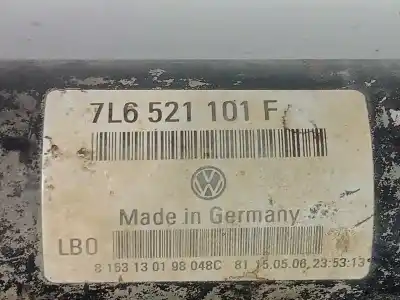 7L6 521 101 F
Made in Germany
LBO
8 153 13 01 98 048C 81 15.05.06 23:53:13